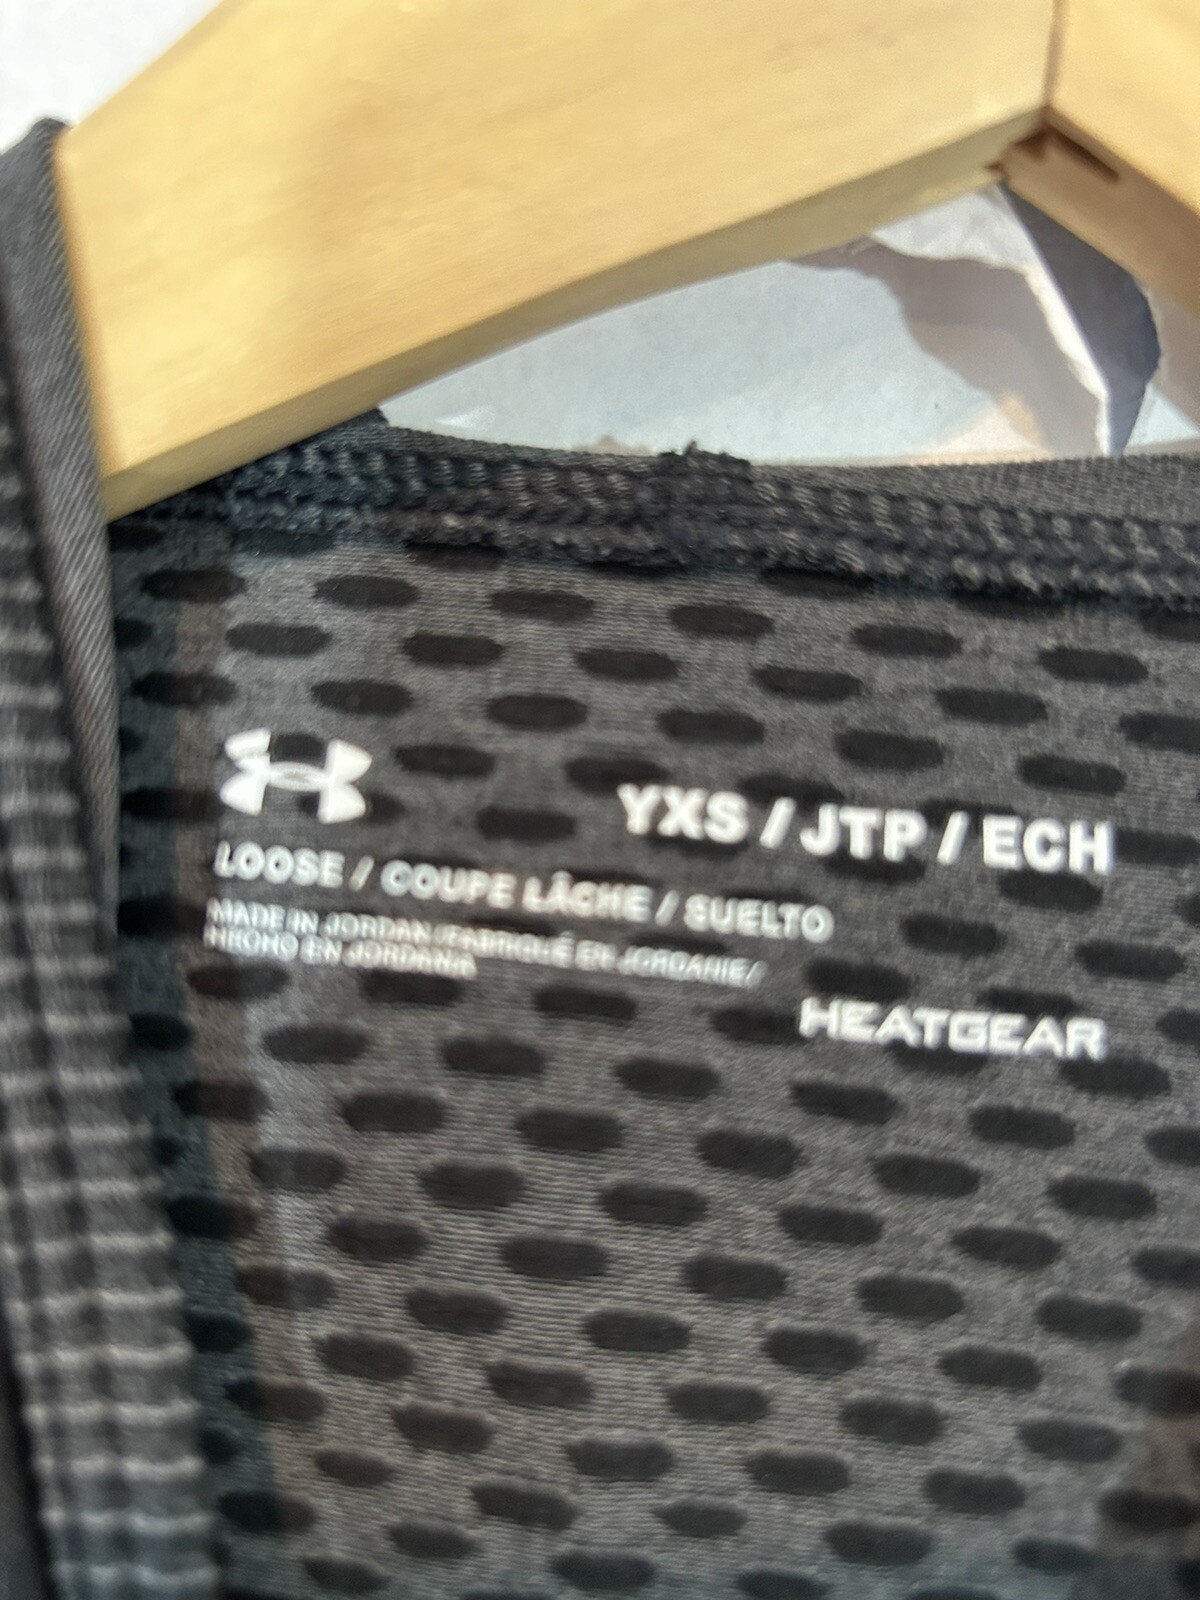 YXS / JTP / ECH
LOOSE / COUPE LÂCHE / SUELTO
MADE IN JORDAN / FABRIQUÉ EN JORDANIE /
HECHO EN JORDANIA
HEATGEAR